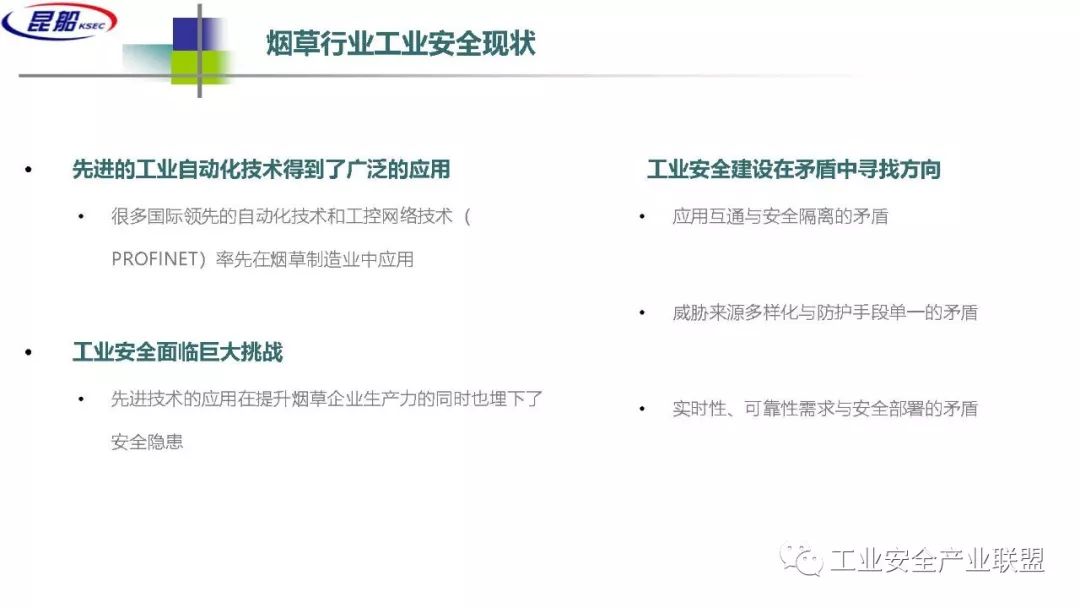 昆船 KSEC
烟草行业工业安全现状
• 先进的工业自动化技术得到了广泛的应用
• 很多国际领先的自动化技术和工控网络技术（
PROFINET）率先在烟草制造业中应用
• 工业安全面临巨大挑战
• 先进技术的应用在提升烟草企业生产力的同时也埋下了
安全隐患
工业安全建设在矛盾中寻找方向
• 应用互通与安全隔离的矛盾
• 威胁来源多样化与防护手段单一的矛盾
• 实时性、可靠性需求与安全部署的矛盾
工业安全产业联盟